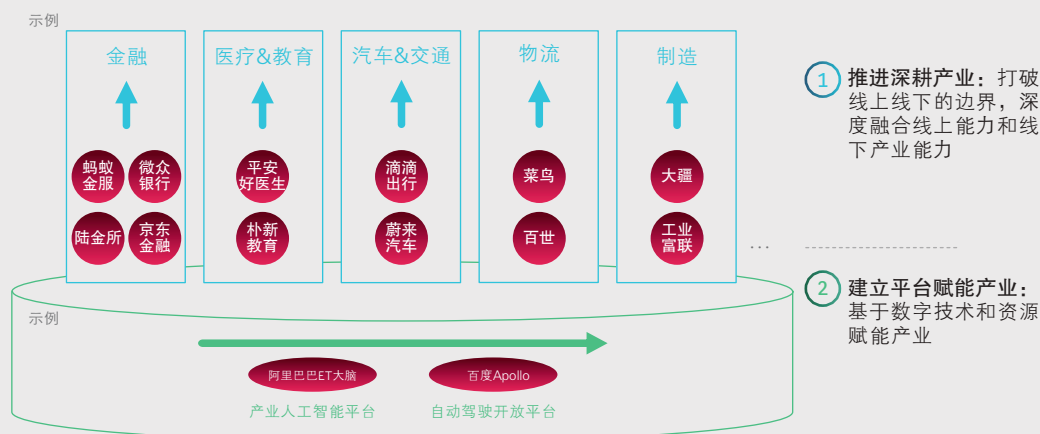 示例
金融
医疗&教育
汽车&交通
物流
制造
蚂蚁
金服
微众
银行
陆金所
京东
金融
平安
好医生
朴新
教育
滴滴
出行
蔚来
汽车
菜鸟
百世
大疆
工业
富联
...
1
推进深耕产业：打破
线上线下的边界，深
度融合线上能力和线
下产业能力
2
建立平台赋能产业：
基于数字技术和资源
赋能产业
示例
阿里巴巴ET大脑
百度Apollo
产业人工智能平台
自动驾驶开放平台